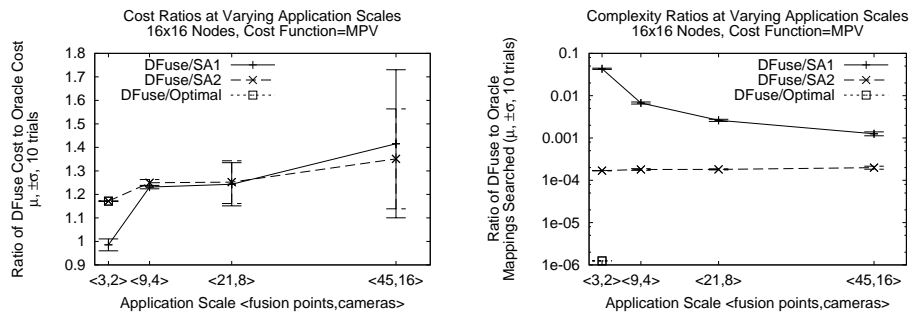 Cost Ratios at Varying Application Scales
16x16 Nodes, Cost Function=MPV
Ratio of DFuse Cost to Oracle Cost
μ, ±σ, 10 trials
1.8
1.7
1.6
1.5
1.4
1.3
1.2
1.1
1
0.9
DFuse/SA1
DFuse/SA2
DFuse/Optimal
<3,2>
<9,4>
<21,8>
<45,16>
Application Scale <fusion points,cameras>
Complexity Ratios at Varying Application Scales
16x16 Nodes, Cost Function=MPV
Ratio of DFuse to Oracle
Mappings Searched (μ, ±σ, 10 trials)
0.1
0.01
0.001
1e-04
1e-05
1e-06
DFuse/SA1
DFuse/SA2
DFuse/Optimal
<3,2>
<9,4>
<21,8>
<45,16>
Application Scale <fusion points,cameras>